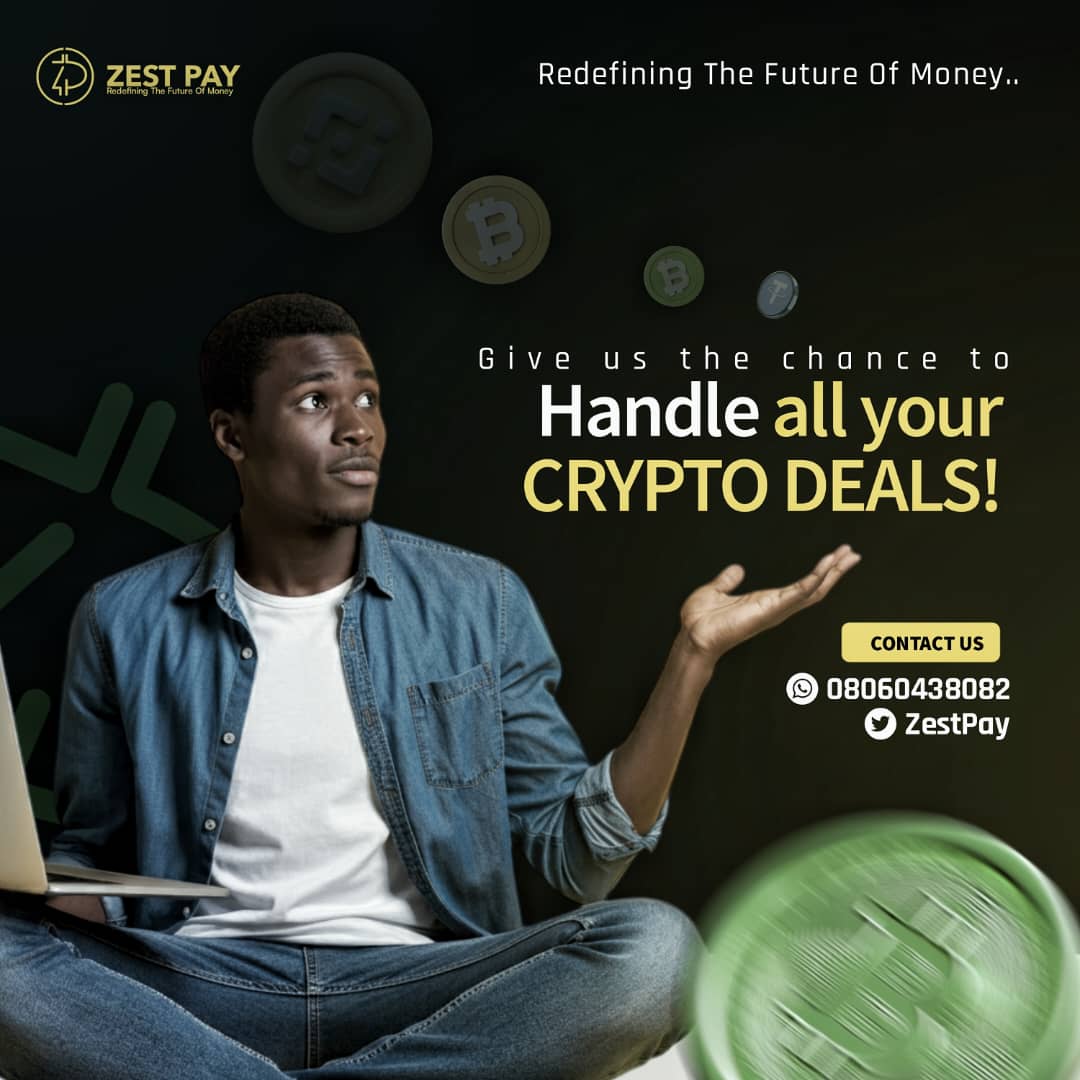 ZEST PAY
Redefining The Future Of Money
Redefining The Future Of Money..
Give us the chance to
Handle all your
CRYPTO DEALS!
CONTACT US
08060438082
ZestPay